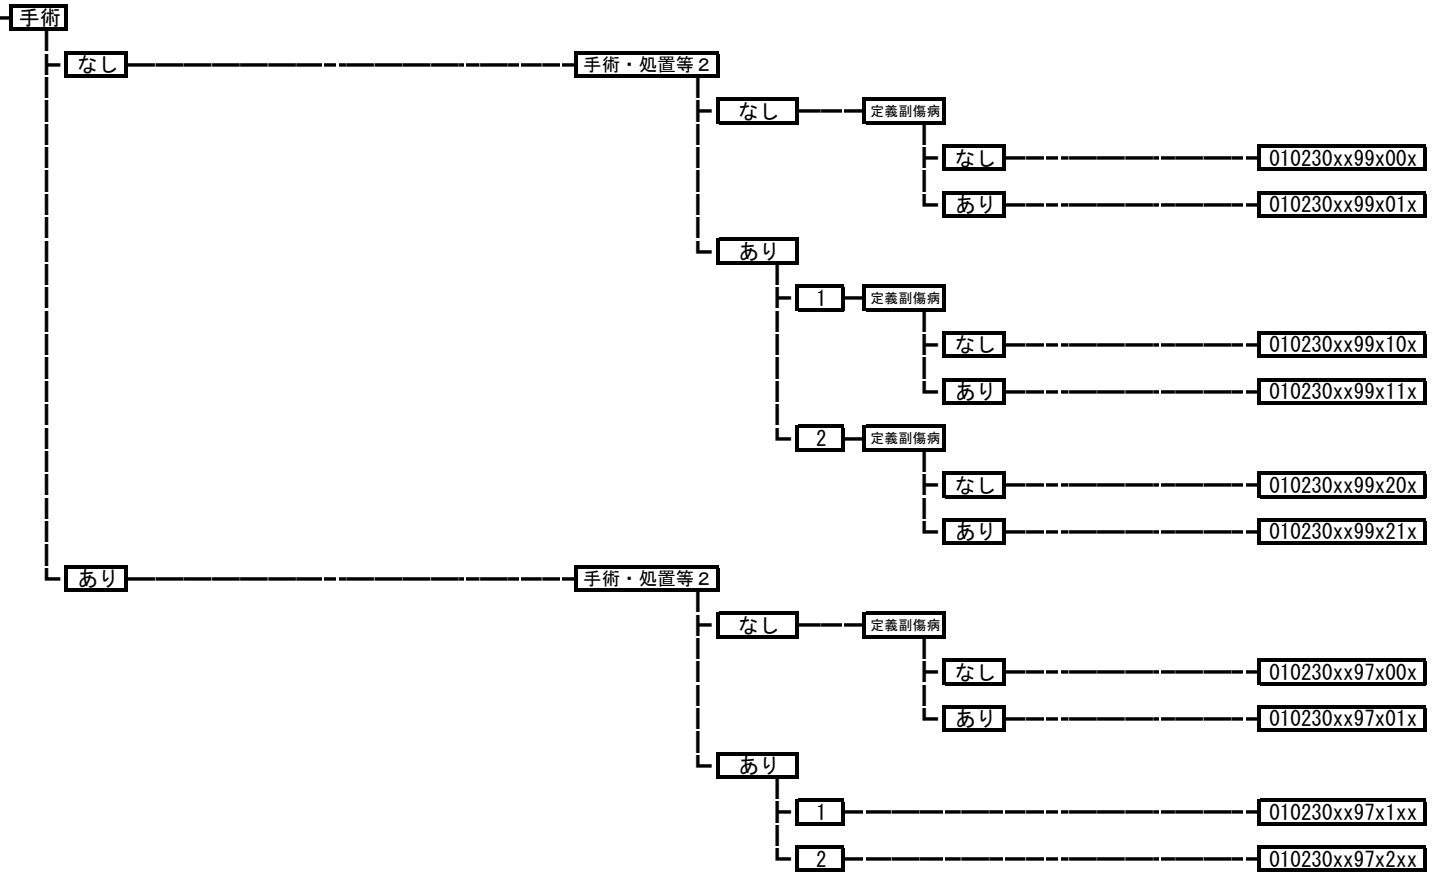 手術
なし 手術・処置等2
なし 定義副傷病
なし 010230xx99x00x
あり 010230xx99x01x
あり
1 定義副傷病
なし 010230xx99x10x
あり 010230xx99x11x
2 定義副傷病
なし 010230xx99x20x
あり 010230xx99x21x
あり 手術・処置等2
なし 定義副傷病
なし 010230xx97x00x
あり 010230xx97x01x
あり
1 010230xx97x1xx
2 010230xx97x2xx